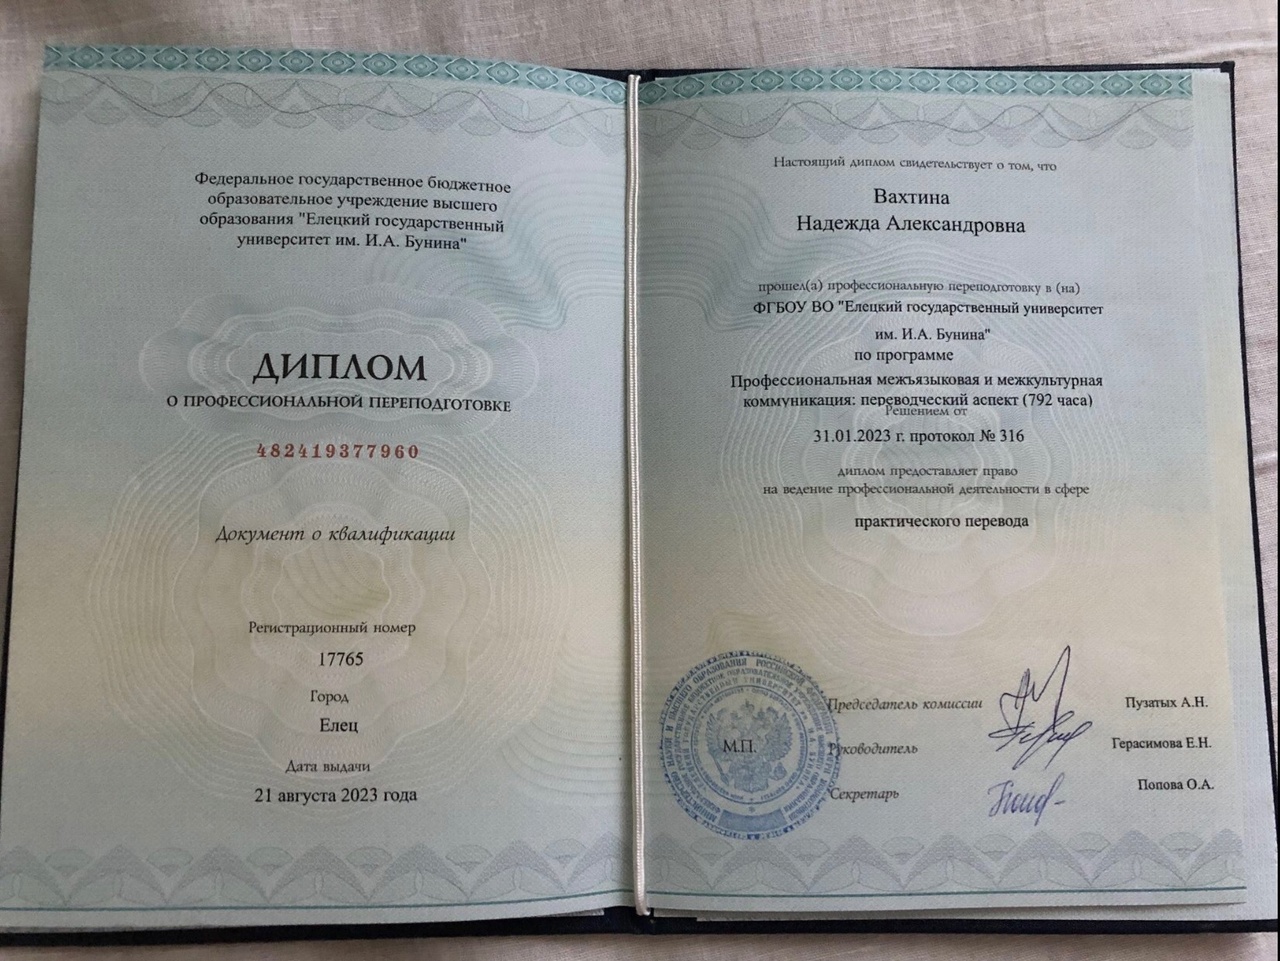 Федеральное государственное бюджетное
образовательное учреждение высшего
образования "Елецкий государственный
университет им. И.А. Бунина"
ДИПЛОМ
О ПРОФЕССИОНАЛЬНОЙ ПЕРЕПОДГОТОВКЕ
482419377960
Документ о квалификации
Регистрационный номер
17765
Город
Елец
Дата выдачи
21 августа 2023 года
Настоящий диплом свидетельствует о том, что
Вахтина
Надежда Александровна
прошел(а) профессиональную переподготовку в (на)
ФГБОУ ВО "Елецкий государственный университет
им. И.А. Бунина"
по программе
Профессиональная межъязыковая и межкультурная
коммуникация: переводческий аспект (792 часа)
Решением от
31.01.2023 г. протокол № 316
диплом предоставляет право
на ведение профессиональной деятельности в сфере
практического перевода
Председатель комиссии
Пузатых А.Н.
М.П.
Руководитель
Герасимова Е.Н.
Секретарь
Попова О.А.